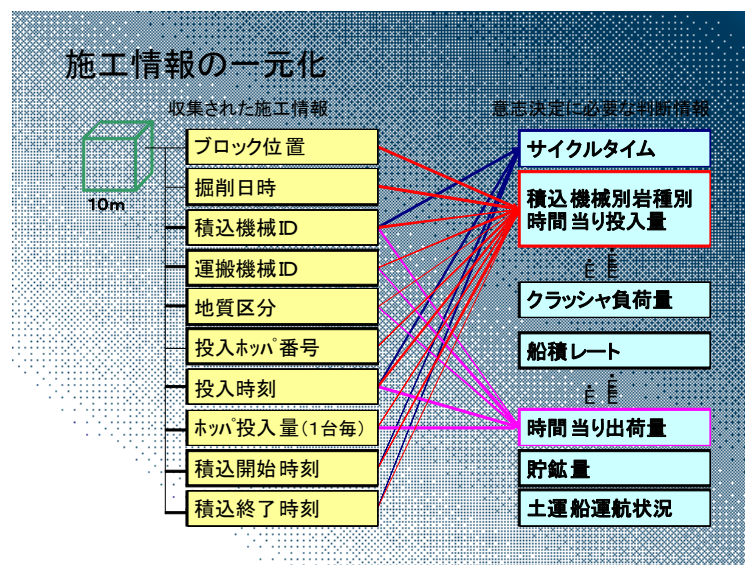 施工情報の一元化
収集された施工情報
意志決定に必要な判断情報
10m
ブロック位置
掘削日時
積込機械ID
運搬機械ID
地質区分
投入ホッパ番号
投入時刻
ホッパ投入量(1台毎)
積込開始時刻
積込終了時刻
サイクルタイム
積込機械別岩種別
時間当り投入量
クラッシャ負荷量
船積レート
時間当り出荷量
貯鉱量
土運船運航状況